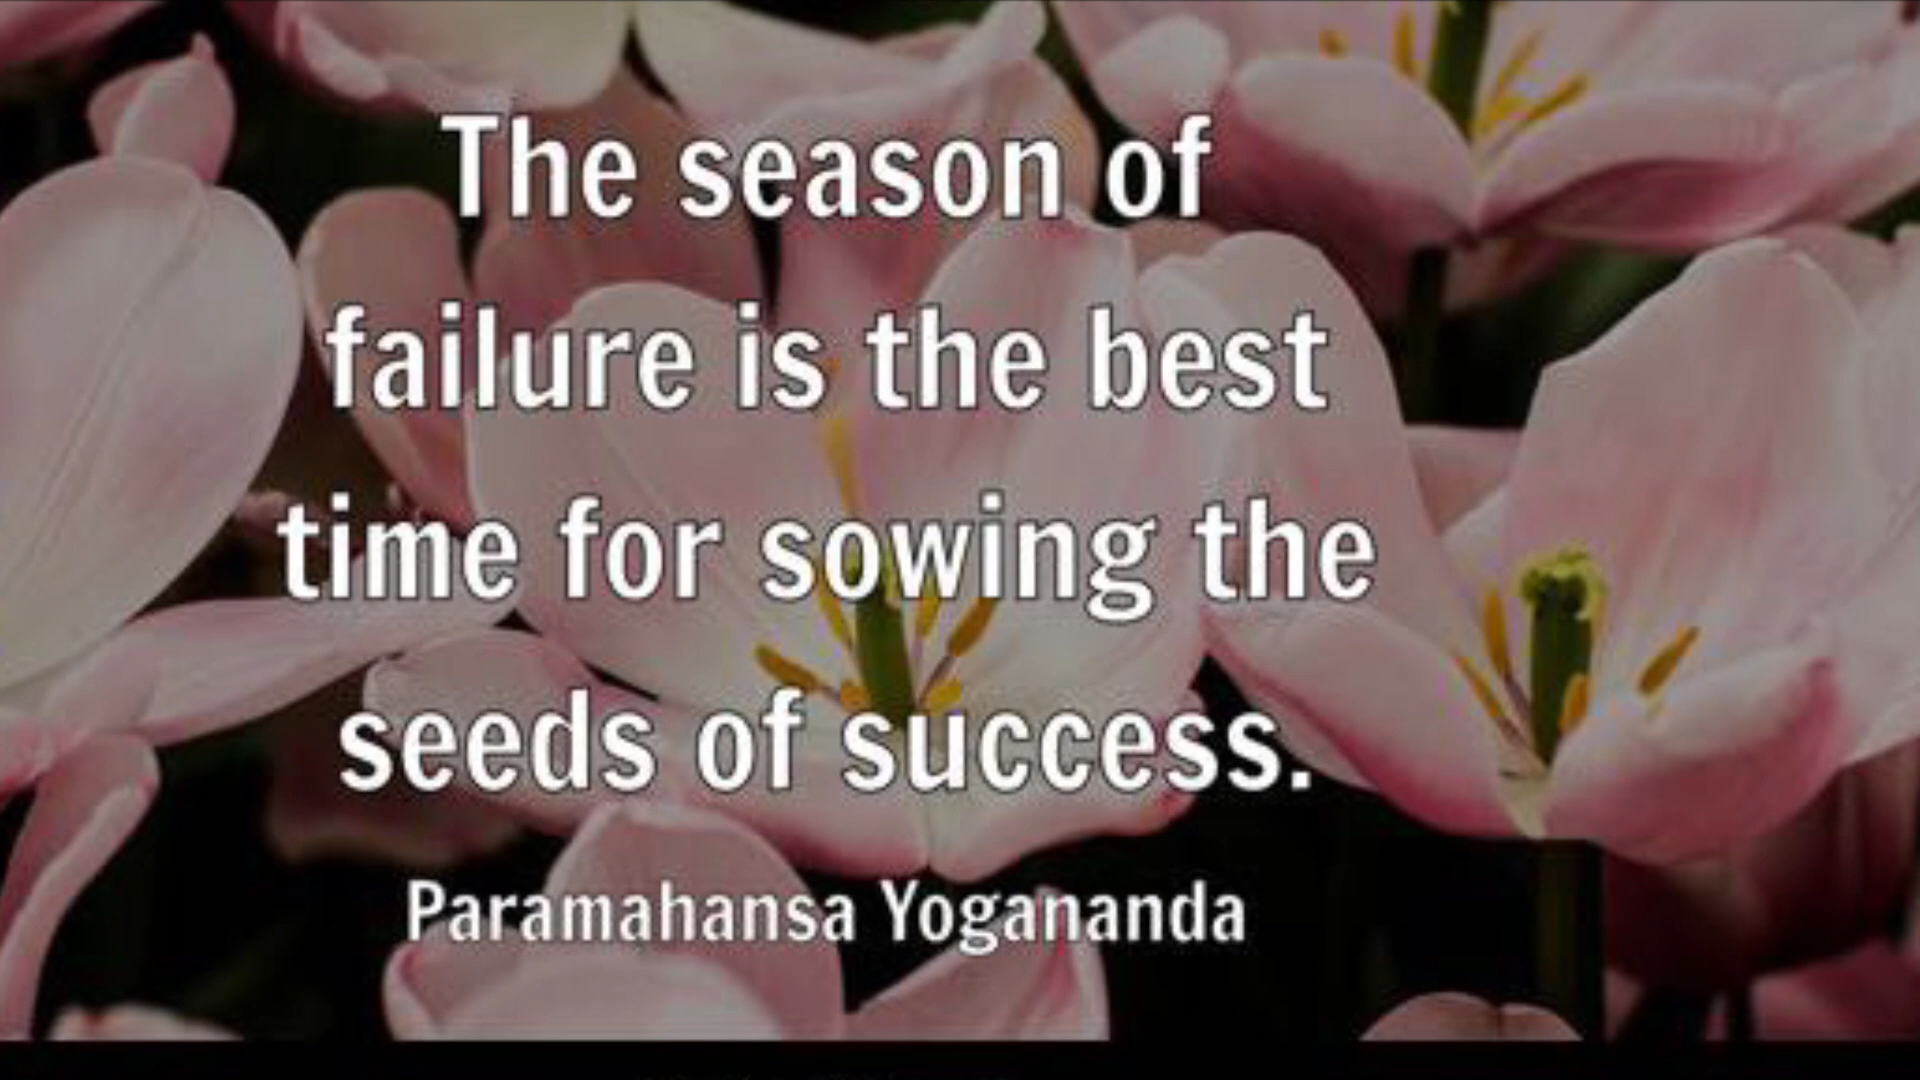 The season of
failure is the best
time for sowing the
seeds of success.
Paramahansa Yogananda